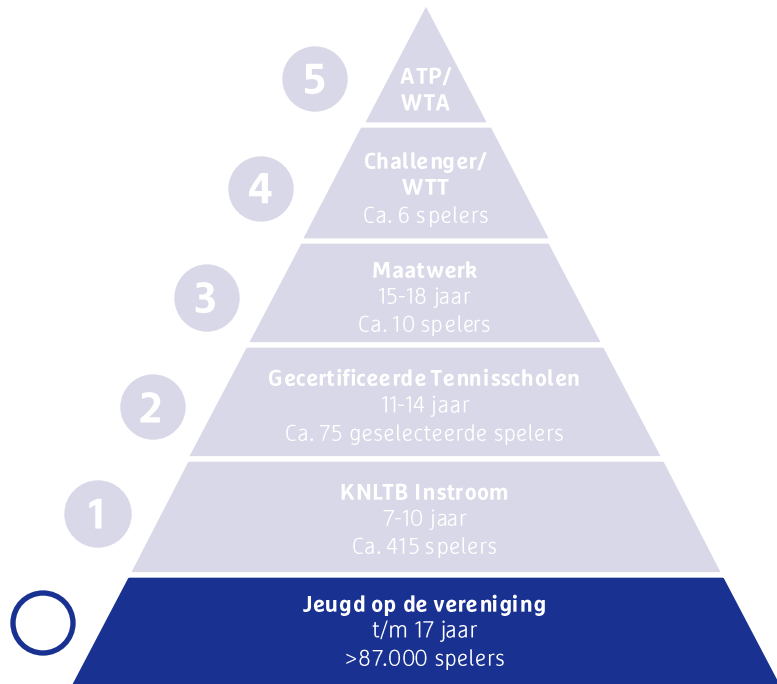 5
ATP/
WTA
4
Challenger/
WTT
Ca. 6 spelers
3
Maatwerk
15-18 jaar
Ca. 10 spelers
2
Gecertificeerde Tennisscholen
11-14 jaar
Ca. 75 geselecteerde spelers
1
KNLTB Instroom
7-10 jaar
Ca. 415 spelers
Jeugd op de vereniging
t/m 17 jaar
>87.000 spelers